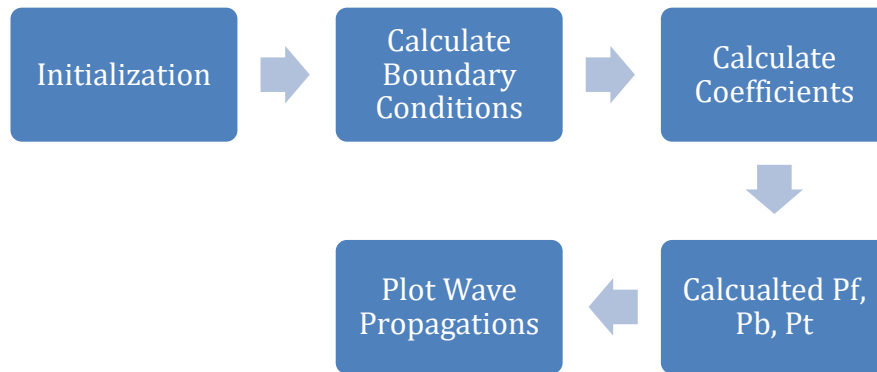 Initialization
Calculate
Boundary
Conditions
Calculate
Coefficients
Calcualted Pf,
Pb, Pt
Plot Wave
Propagations